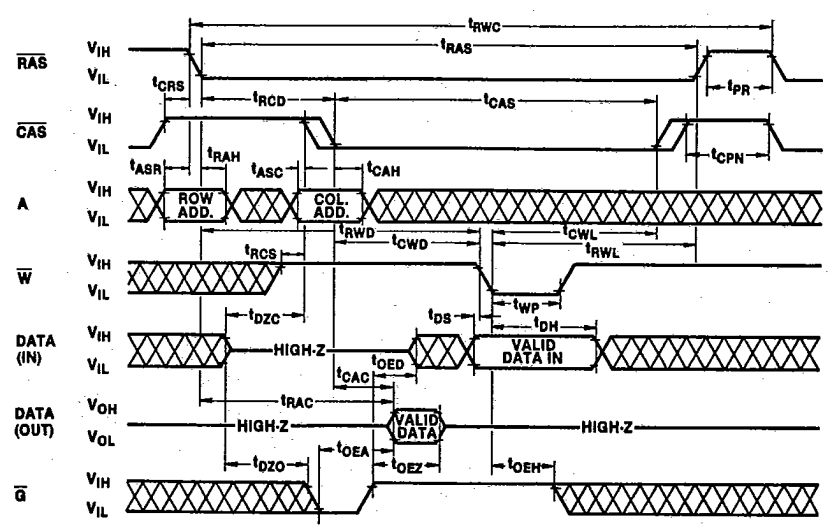 tRWC
RAS VIH VIL tRAS
tCRS tRCD tCAS tPR
CAS VIH VIL
tASR tRAH tASC tCAH tCPN
A VIH VIL ROW ADD. COL. ADD.
tRWD tCWL
tRCS tCWD tRWL
W VIH VIL
tWP
tDZC tDS tDH
DATA (IN) VIH VIL HIGH-Z VALID DATA IN
tOED
tCAC
tRAC
DATA (OUT) VOH VOL HIGH-Z VALID DATA HIGH-Z
tOEA
tDZO tOEZ tOEH
G VIH VIL